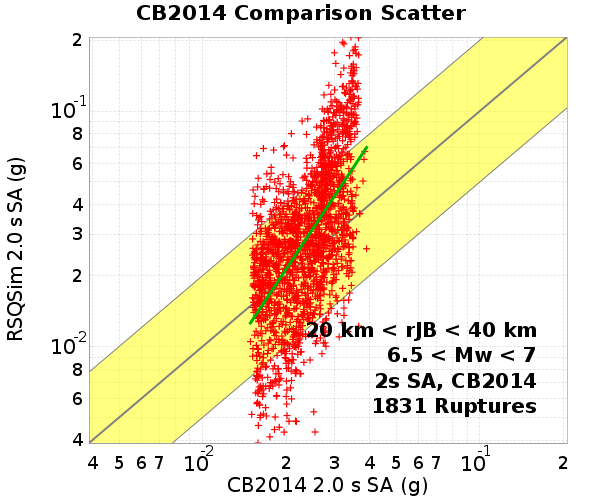 CB2014 Comparison Scatter
RSQSim 2.0 s SA (g)
2
10-1
8
6
4
3
2
10-2
8
6
4
20 km < rJB < 40 km
6.5 < Mw < 7
2s SA, CB2014
1831 Ruptures
4 5 6 7 10-2 2 3 4 5 6 7 10-1 2
CB2014 2.0 s SA (g)